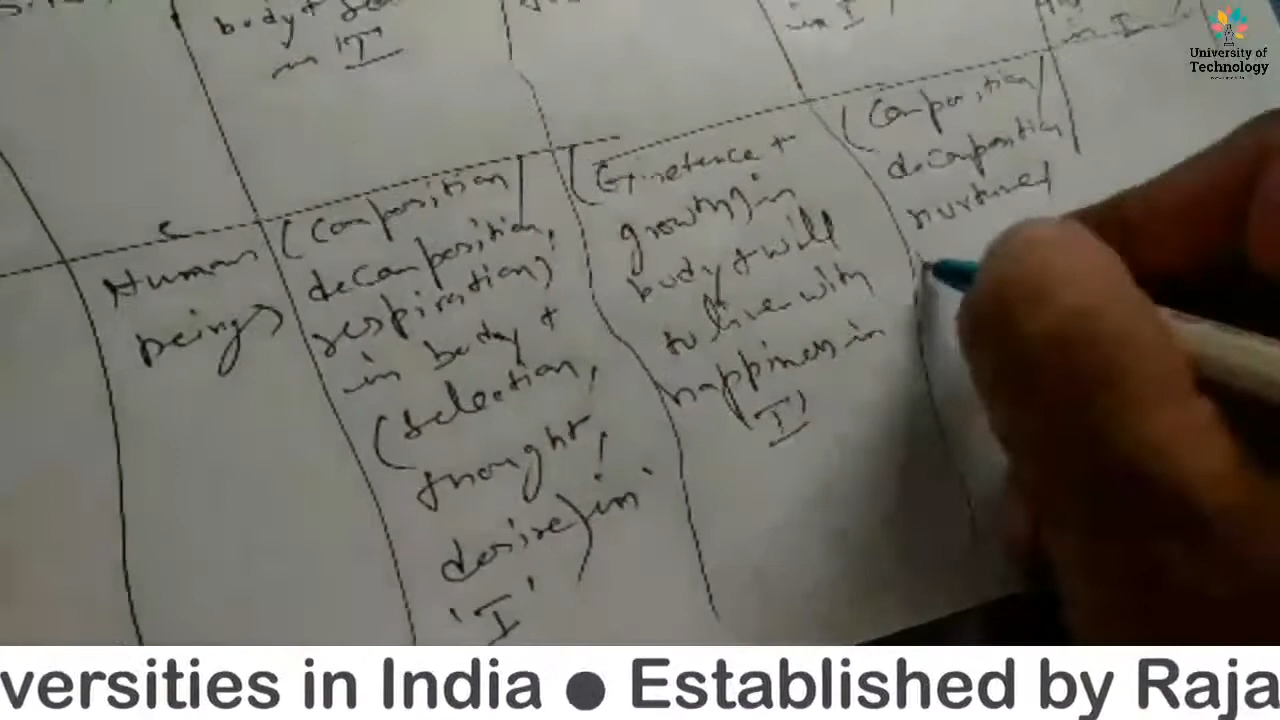 body +
in 'I'
in I
in I
University of
Technology
Human
beings
(Composition/
decomposition,
respiration)
in body +
(selection,
thought,
desire) in
'I'
(Existence +
growth) in
body + will
to live with
happiness in
'I'
(Composition/
decomposition
nurture)
versities in India ● Established by Raja